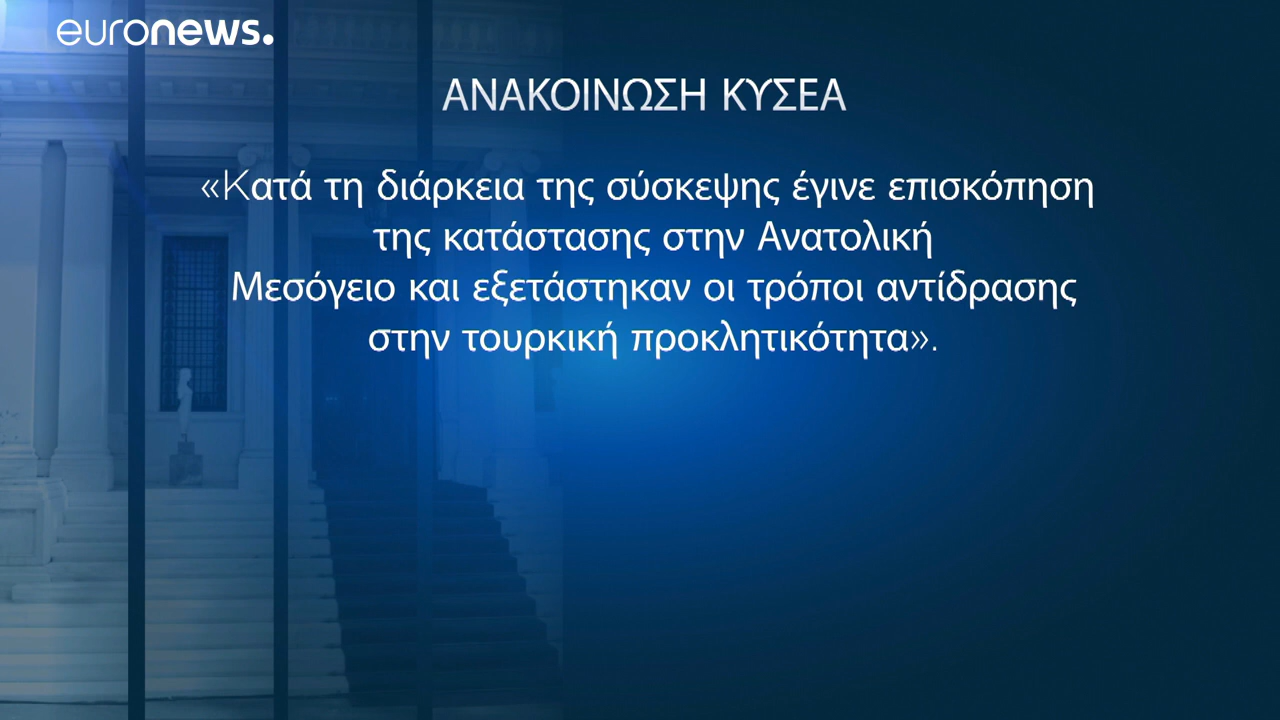 euronews.
ΑΝΑΚΟΙΝΩΣΗ ΚΥΣΕΑ
«Κατά τη διάρκεια της σύσκεψης έγινε επισκόπηση
της κατάστασης στην Ανατολική
Μεσόγειο και εξετάστηκαν οι τρόποι αντίδρασης
στην τουρκική προκλητικότητα».